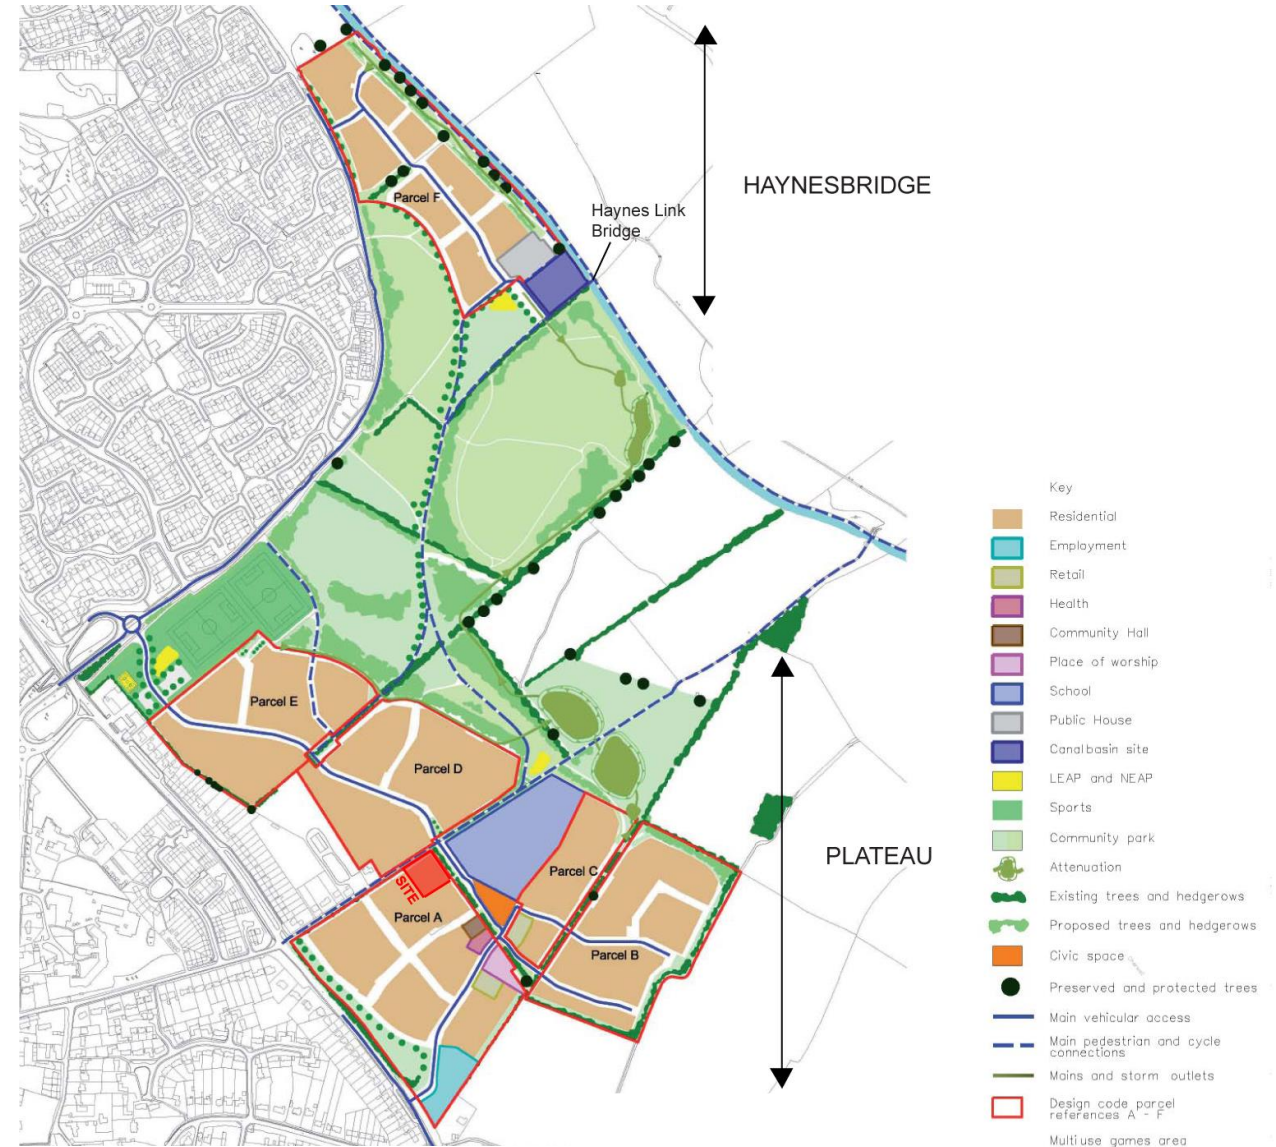 HAYNESBRIDGE
Haynes Link
Bridge
Parcel F
Parcel E
Parcel D
PLATEAU
Parcel C
SITE
Parcel A
Parcel B
Key
Residential
Employment
Retail
Health
Community Hall
Place of worship
School
Public House
Canalbasin site
LEAP and NEAP
Sports
Community park
Attenuation
Existing trees and hedgerows
Proposed trees and hedgerows
Civic space
Preserved and protected trees
Main vehicular access
Main pedestrian and cycle
connections
Mains and storm outlets
Design code parcel
references A - F
Multi use games area